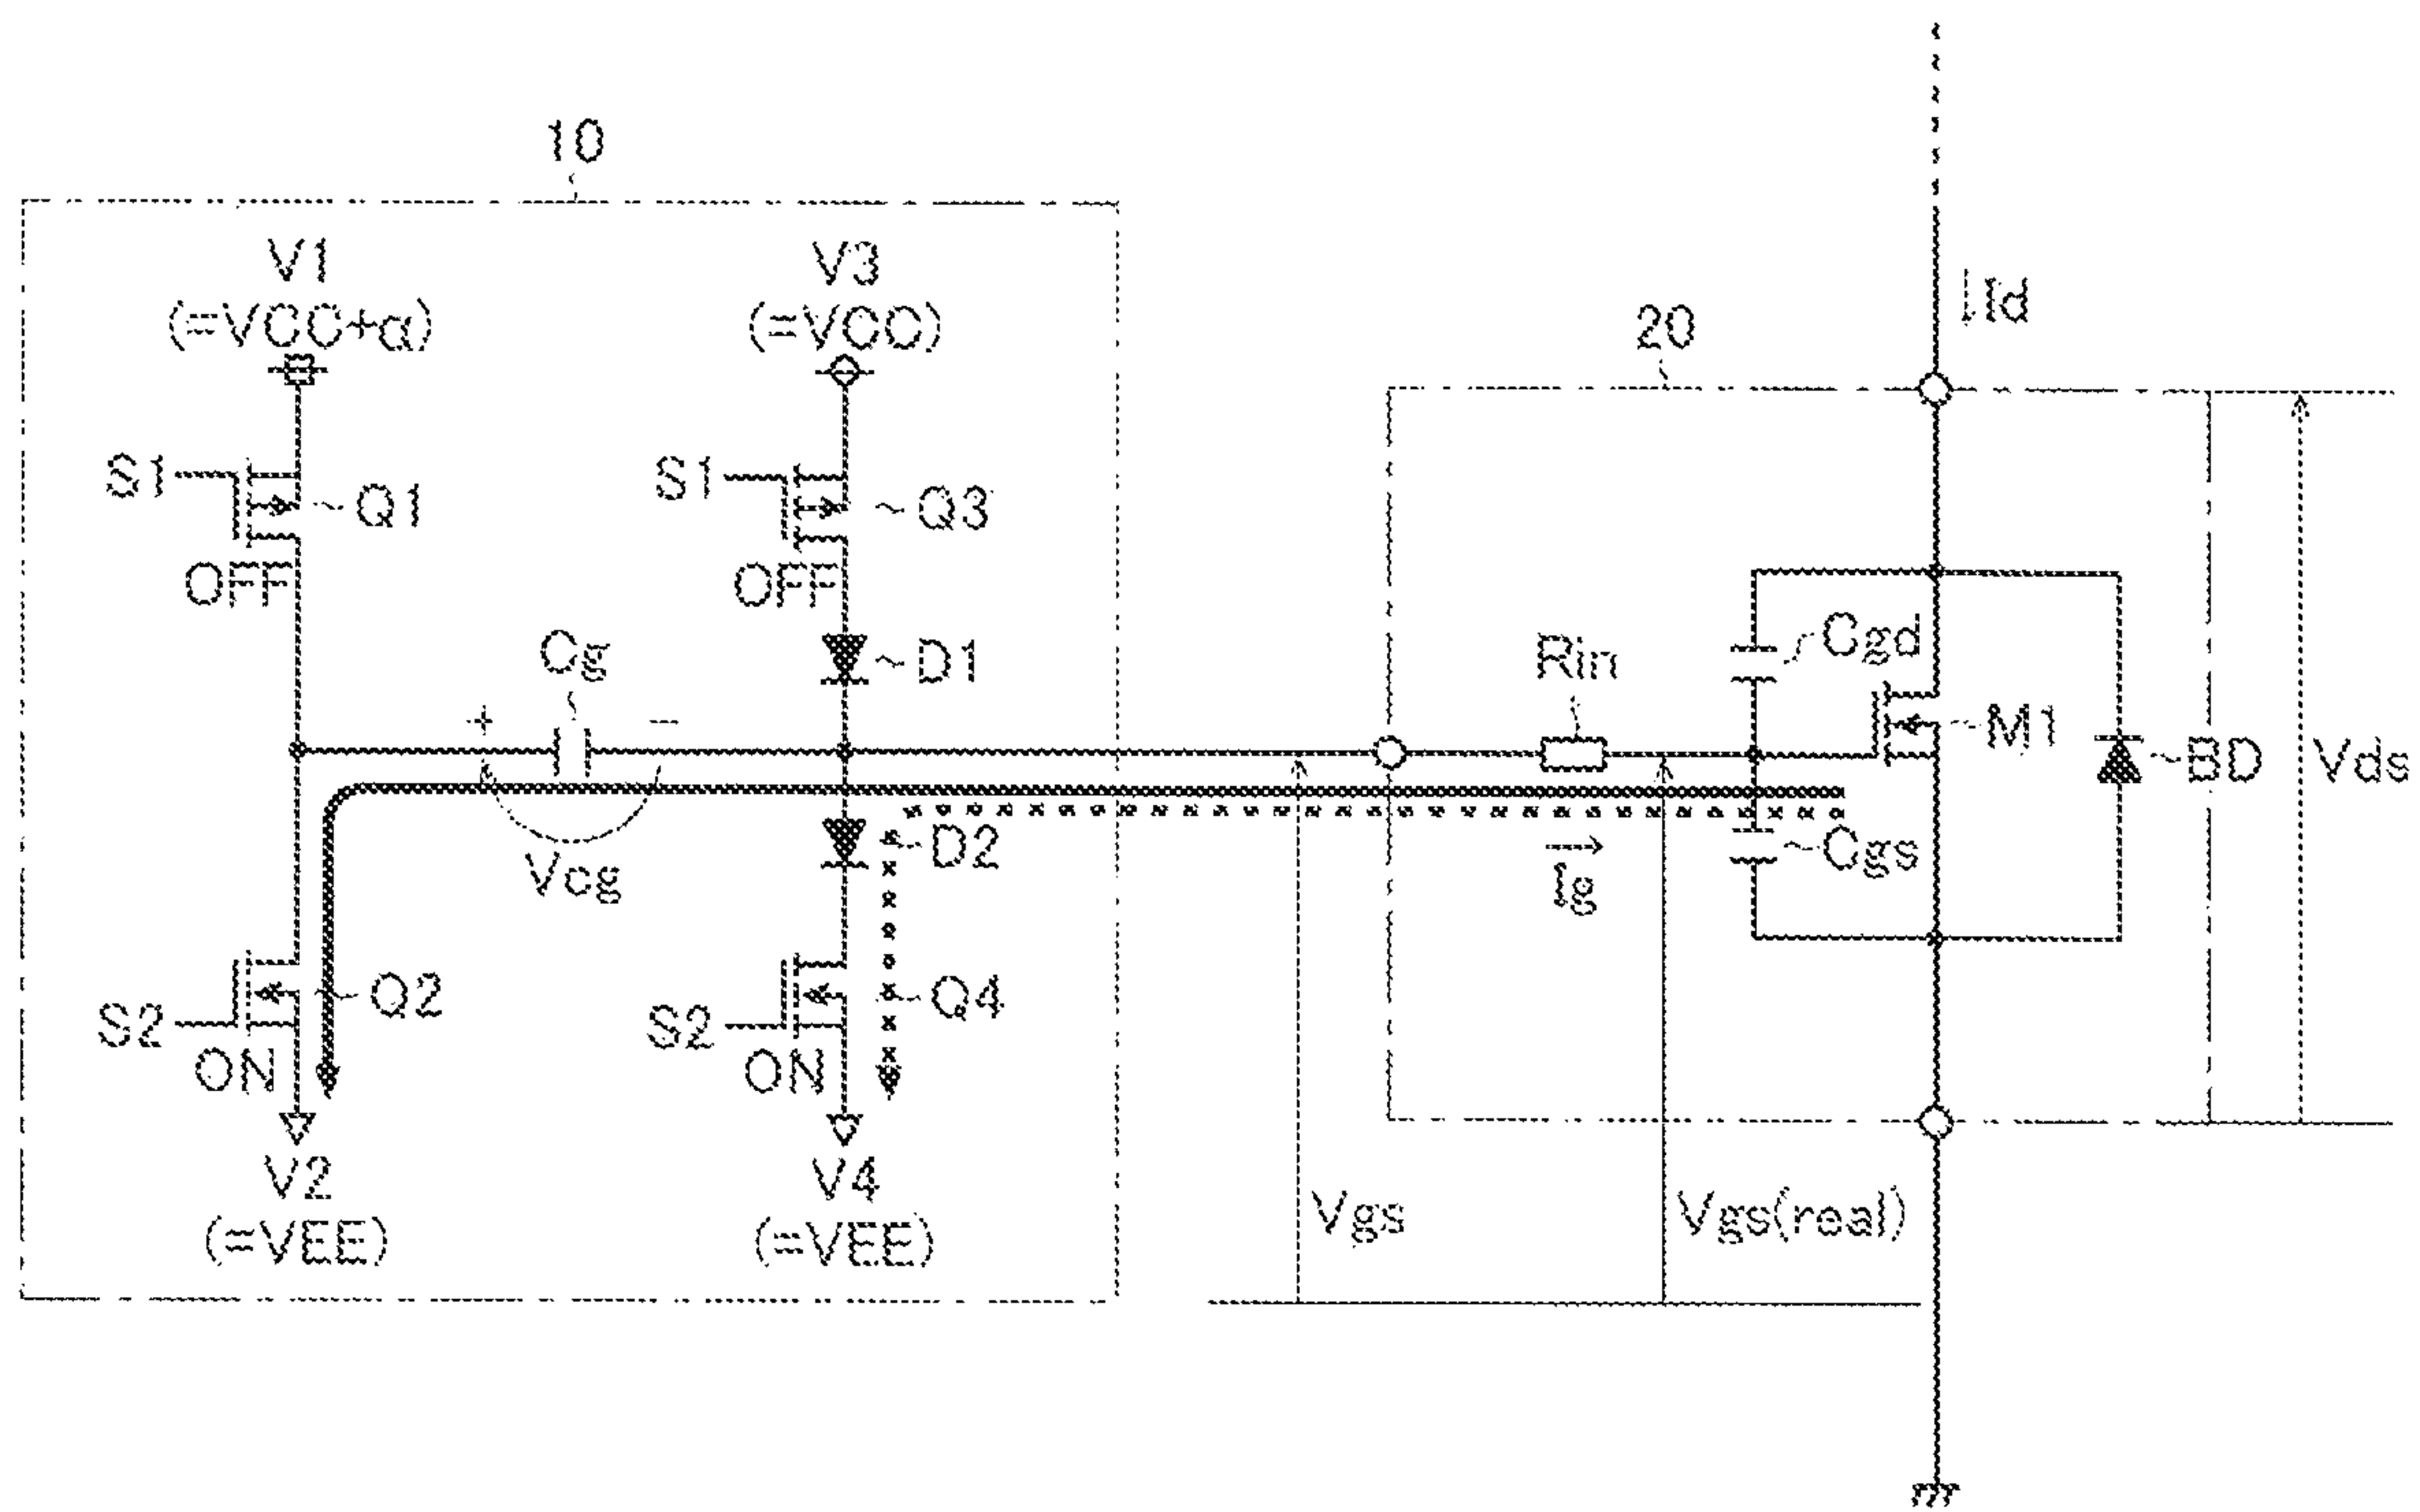 10
V1
(=VCC+α)
V3
(=VCC)
20
Id
S1
Q1
OFF
S1
Q3
OFF
Cg
D1
+
−
Vcg
D2
Rin
Cgd
M1
BD
Vds
Cgs
Ig
S2
Q2
ON
S2
Q4
ON
V2
(=VEE)
V4
(=VEE)
Vgs
Vgs(real)